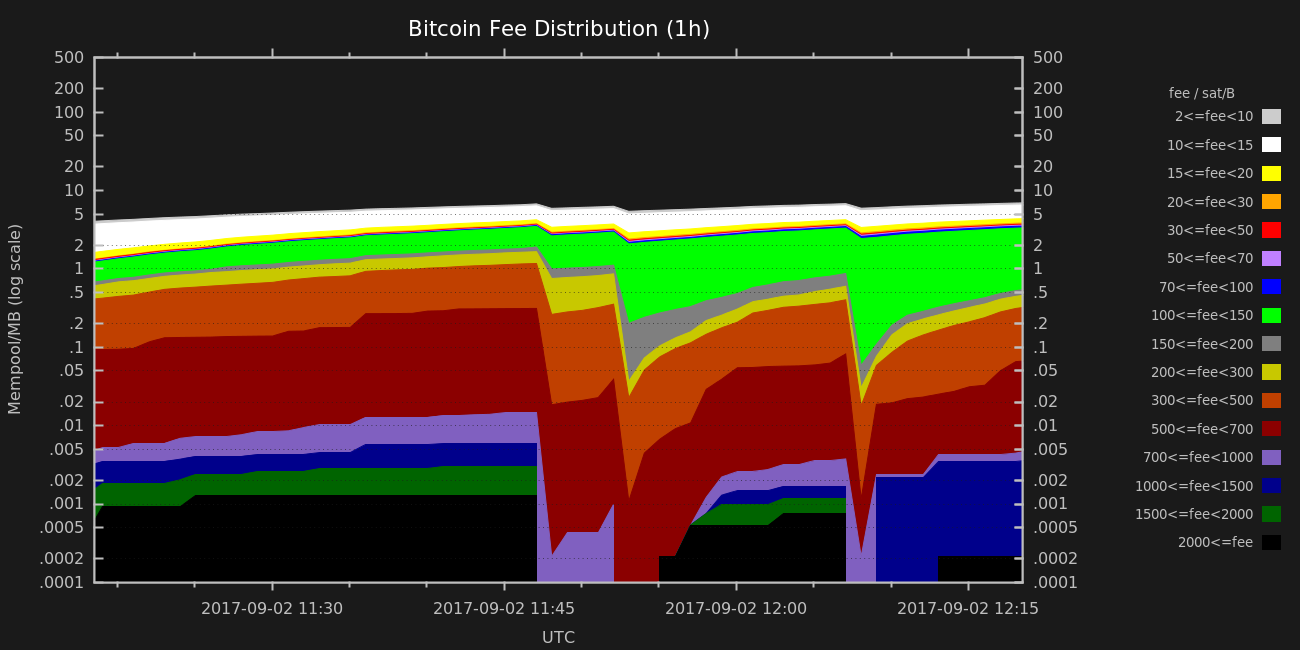 Bitcoin Fee Distribution (1h)
500 500
200 200
100 100
50 50
20 20
10 10
5 5
2 2
1 1
.5 .5
.2 .2
.1 .1
.05 .05
.02 .02
.01 .01
.005 .005
.002 .002
.001 .001
.0005 .0005
.0002 .0002
.0001 .0001
Mempool/MB (log scale)
2017-09-02 11:30 2017-09-02 11:45 2017-09-02 12:00 2017-09-02 12:15
UTC
fee / sat/B
2<=fee<10
10<=fee<15
15<=fee<20
20<=fee<30
30<=fee<50
50<=fee<70
70<=fee<100
100<=fee<150
150<=fee<200
200<=fee<300
300<=fee<500
500<=fee<700
700<=fee<1000
1000<=fee<1500
1500<=fee<2000
2000<=fee